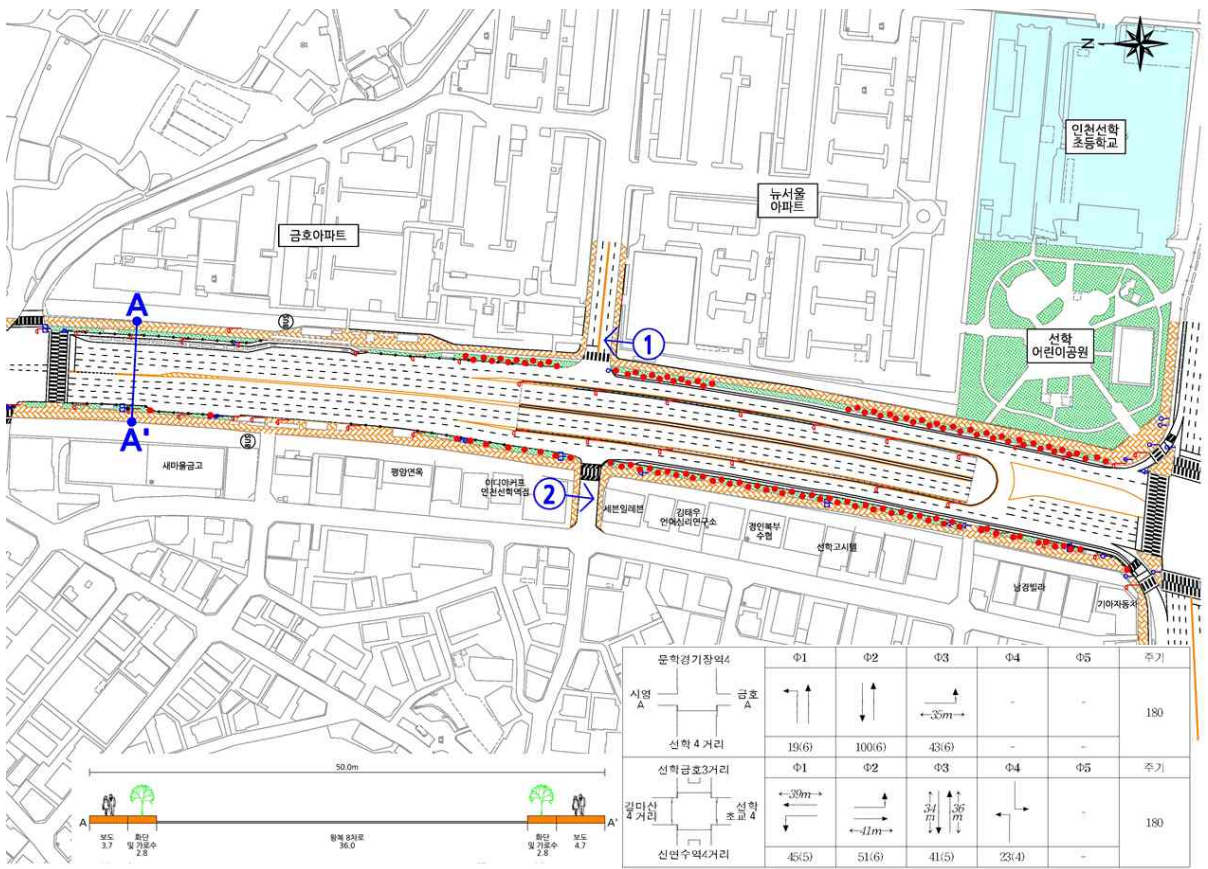 N
인천선학
초등학교
뉴서울
아파트
금호아파트
A
BUS
1
선학
어린이공원
A'
BUS
새마을금고
평양면옥
이디야커프
인천선학역점
2
세븐일레븐
김태우
언어심리연구소
경인북부
수협
선학고시텔
남경빌라
기아자동차
문학경기장역4 Φ1 Φ2 Φ3 Φ4 Φ5 주기
시영 금호
A A
35m - - 180
선학 4 거리 19(6) 100(6) 43(6) - -
선학금호3거리 Φ1 Φ2 Φ3 Φ4 Φ5 주기
39m 34 36
길마산 선학 m m
4 거리 초교 4 41m - 180
신연수역4거리 45(5) 51(6) 41(5) 23(4) -
50.0m
A A'
보도 화단 왕복 8차로 화단 보도
3.7 및 가로수 36.0 및 가로수 4.7
2.8 2.8